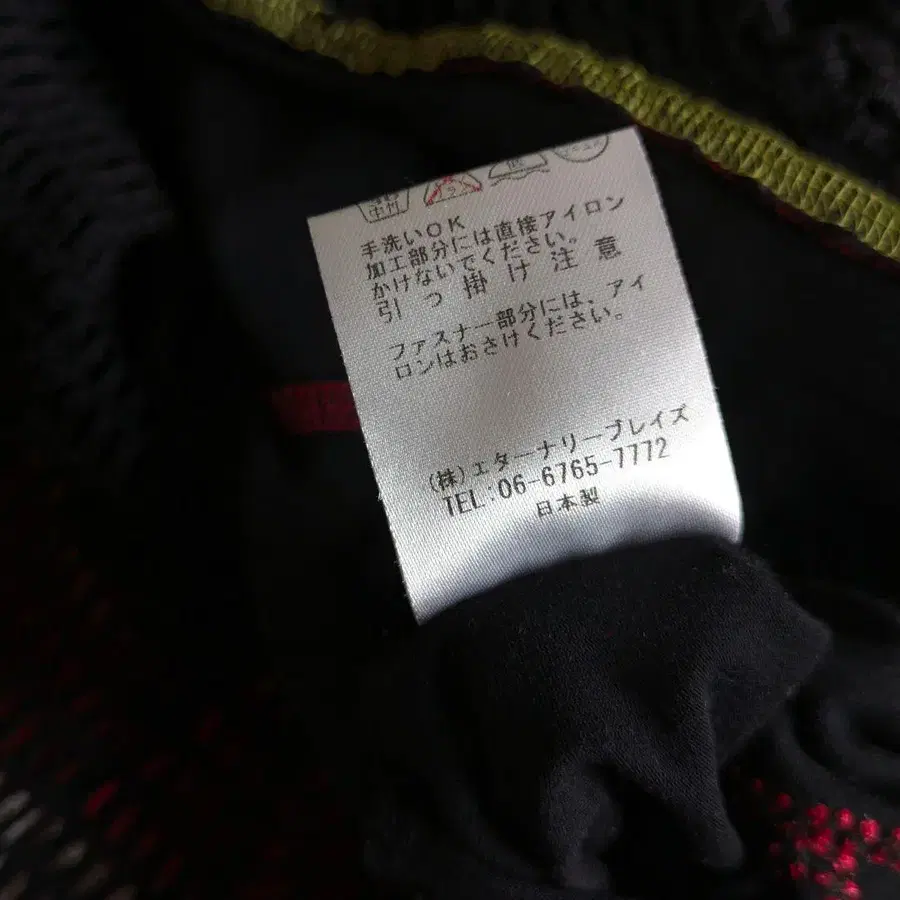 中性
低
手洗いOK
加工部分には直接アイロン
かけないでください。
引っ掛け注意
ファスナー部分には、アイ
ロンはおさけください。
(株)エターナリーブレイズ
TEL:06-6765-7772
日本製